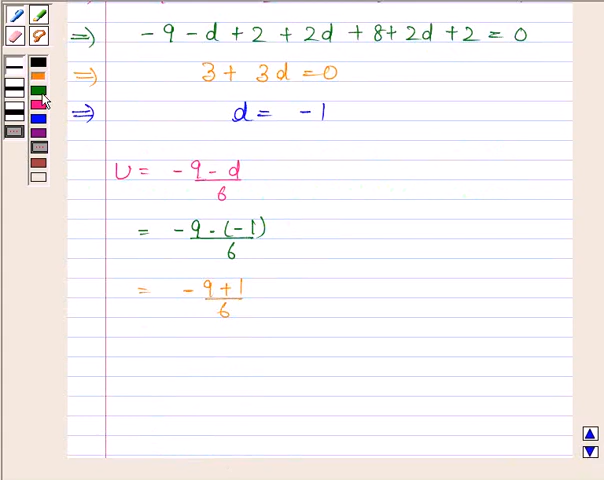 ⇒ -9-d+2+2d+8+2d+2=0
⇒ 3+3d=0
⇒ d= -1
U= -9-d/6
= -9-(-1)/6
= -9+1/6